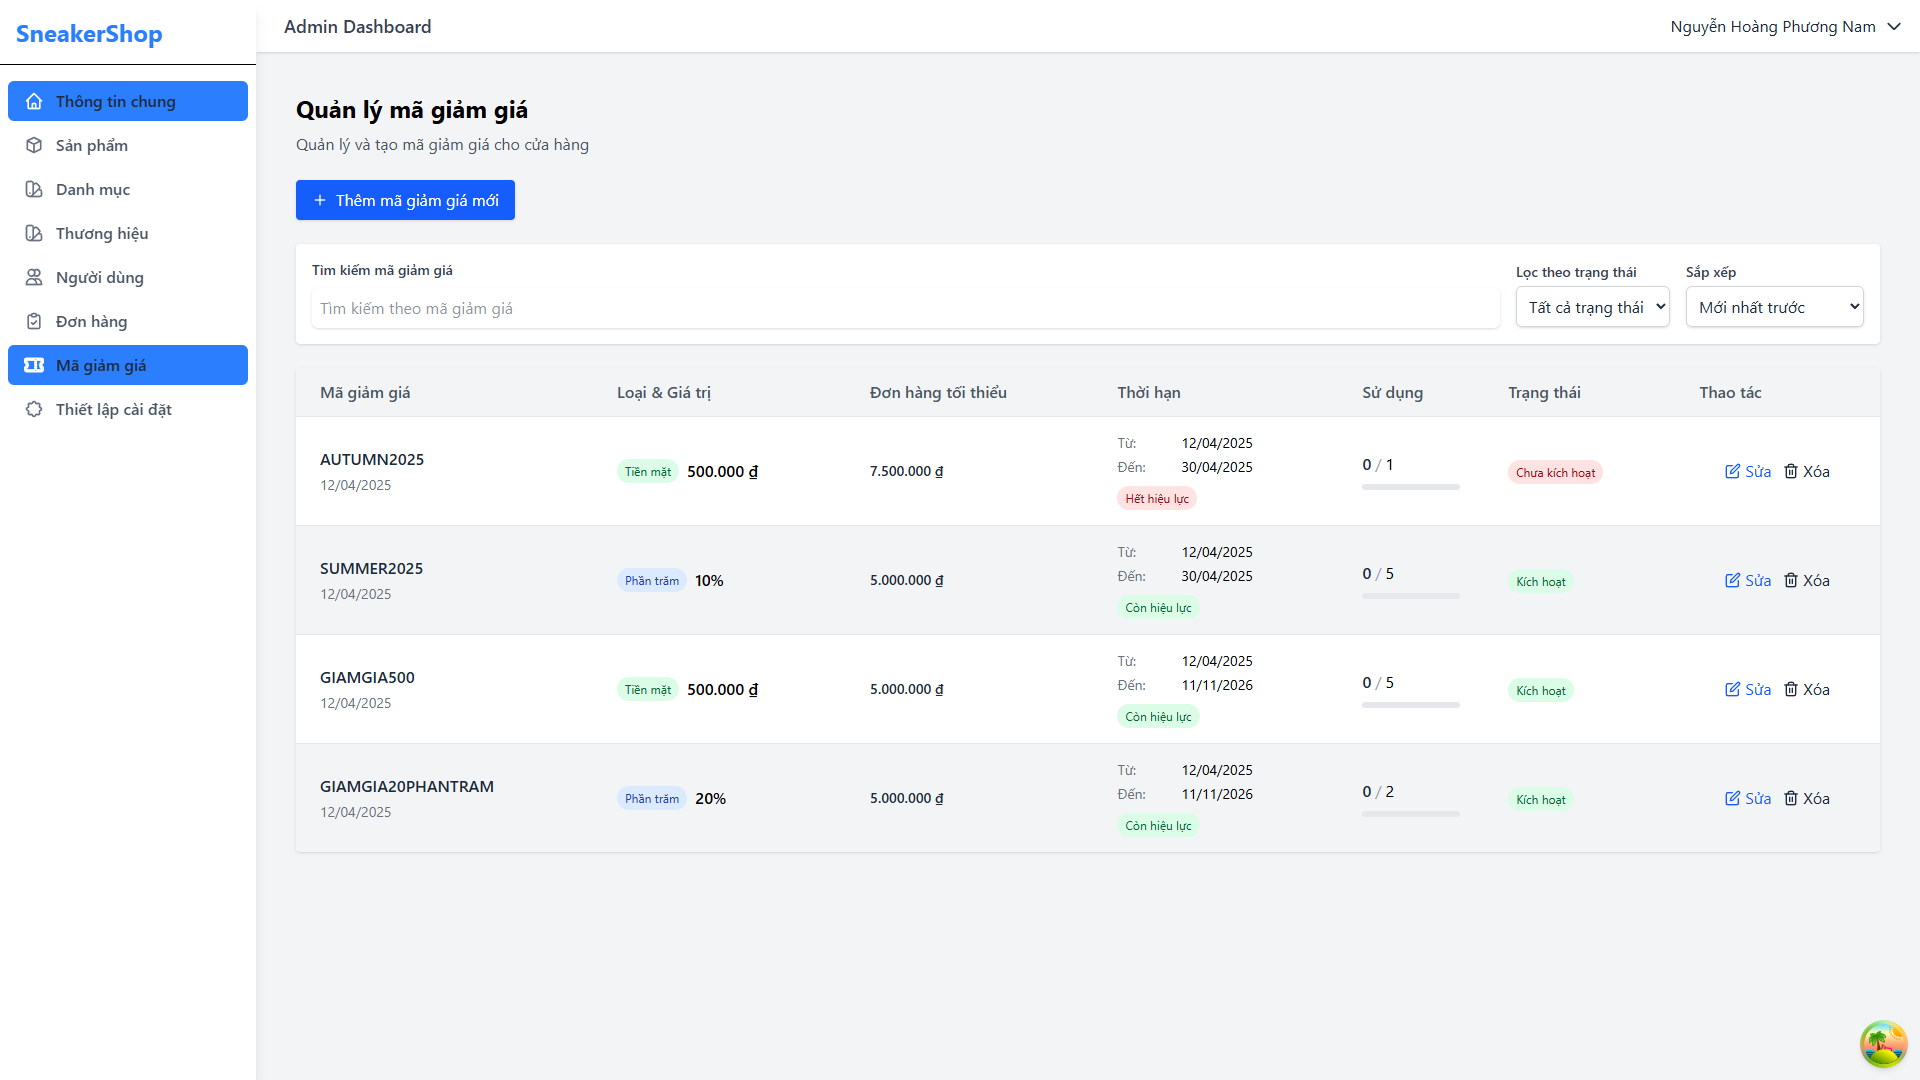 SneakerShop
Admin Dashboard
Nguyễn Hoàng Phương Nam
Thông tin chung
Sản phẩm
Danh mục
Thương hiệu
Người dùng
Đơn hàng
Mã giảm giá
Thiết lập cài đặt
Quản lý mã giảm giá
Quản lý và tạo mã giảm giá cho cửa hàng
+ Thêm mã giảm giá mới
Tìm kiếm mã giảm giá
Tìm kiếm theo mã giảm giá
Lọc theo trạng thái
Tất cả trạng thái
Sắp xếp
Mới nhất trước
Mã giảm giá Loại & Giá trị Đơn hàng tối thiểu Thời hạn Sử dụng Trạng thái Thao tác
AUTUMN2025
12/04/2025
Tiền mặt 500.000 ₫
7.500.000 ₫
Từ: 12/04/2025
Đến: 30/04/2025
Hết hiệu lực
0 / 1
Chưa kích hoạt
Sửa Xóa
SUMMER2025
12/04/2025
Phần trăm 10%
5.000.000 ₫
Từ: 12/04/2025
Đến: 30/04/2025
Còn hiệu lực
0 / 5
Kích hoạt
Sửa Xóa
GIAMGIA500
12/04/2025
Tiền mặt 500.000 ₫
5.000.000 ₫
Từ: 12/04/2025
Đến: 11/11/2026
Còn hiệu lực
0 / 5
Kích hoạt
Sửa Xóa
GIAMGIA20PHANTRAM
12/04/2025
Phần trăm 20%
5.000.000 ₫
Từ: 12/04/2025
Đến: 11/11/2026
Còn hiệu lực
0 / 2
Kích hoạt
Sửa Xóa